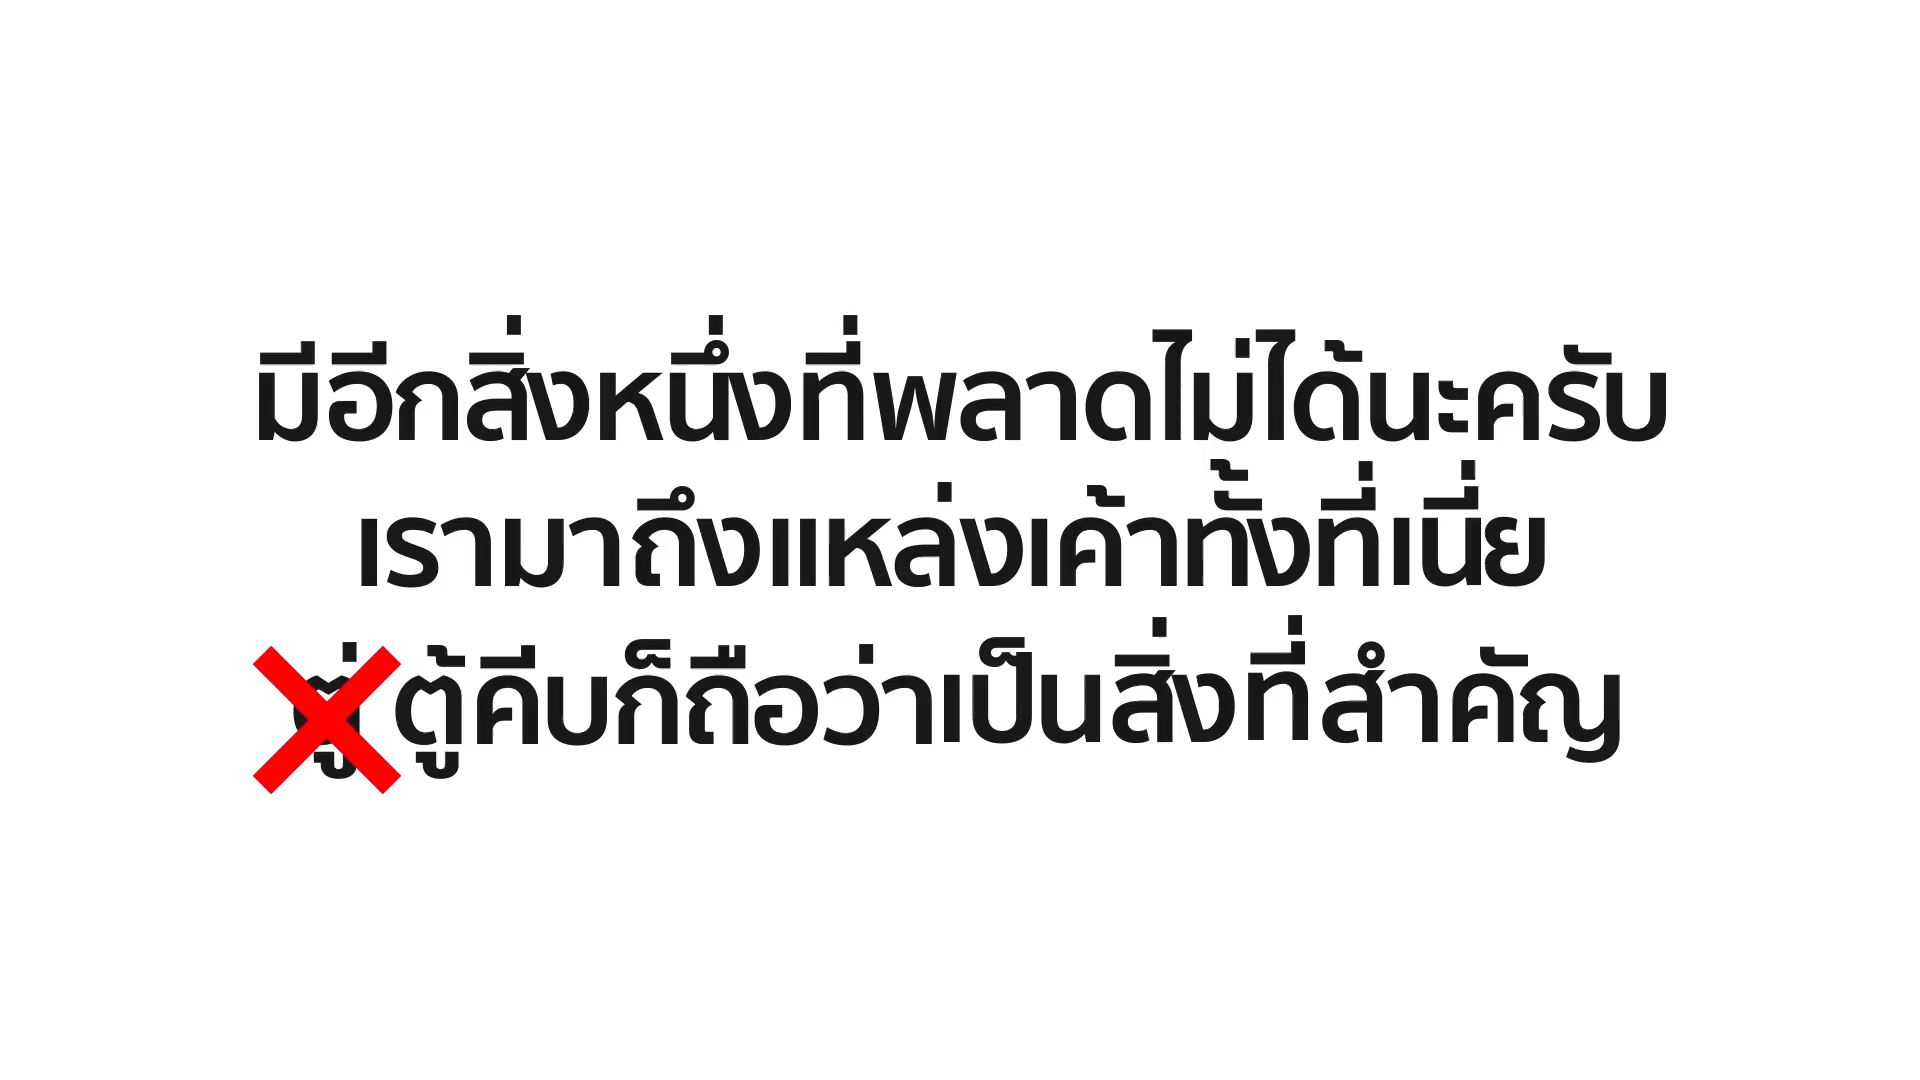 มีอีกสิ่งหนึ่งที่พลาดไม่ได้นะครับ
เรามาถึงแหล่งเค้าทั้งที่เนี่ย
ตู้คีบก็ถือว่าเป็นสิ่งที่สำคัญ